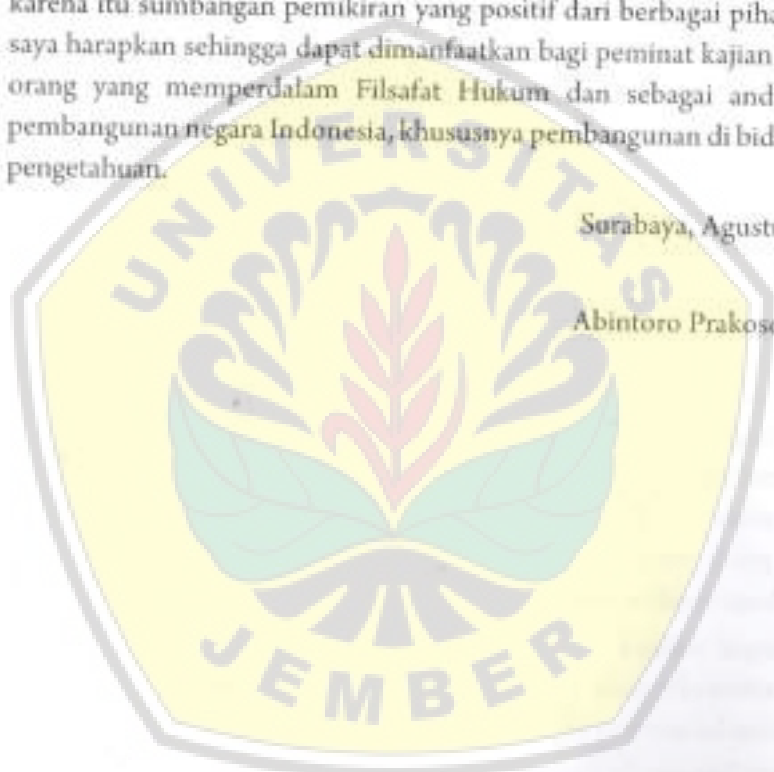 karena itu sumbangan pemikiran yang positif dari berbagai piha
saya harapkan sehingga dapat dimanfaatkan bagi peminat kajian
orang yang memperdalam Filsafat Hukum dan sebagai and
pembangunan negara Indonesia, khususnya pembangunan di bid
pengetahuan.
Surabaya, Agust
Abintoro Prakos
UNIVERSITAS
JEMBER